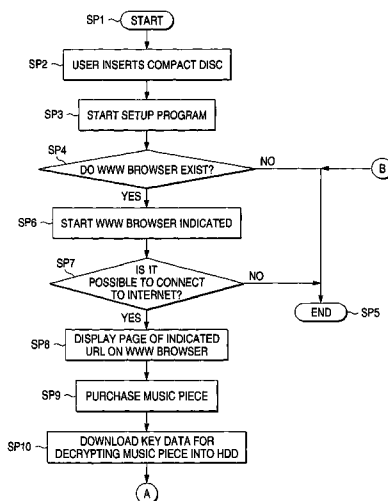 SP1
START
SP2
USER INSERTS COMPACT DISC
SP3
START SETUP PROGRAM
SP4
DO WWW BROWSER EXIST?
NO
B
YES
SP6
START WWW BROWSER INDICATED
SP7
IS IT
POSSIBLE TO CONNECT
TO INTERNET?
NO
YES
END
SP5
SP8
DISPLAY PAGE OF INDICATED
URL ON WWW BROWSER
SP9
PURCHASE MUSIC PIECE
SP10
DOWNLOAD KEY DATA FOR
DECRYPTING MUSIC PIECE INTO HDD
A